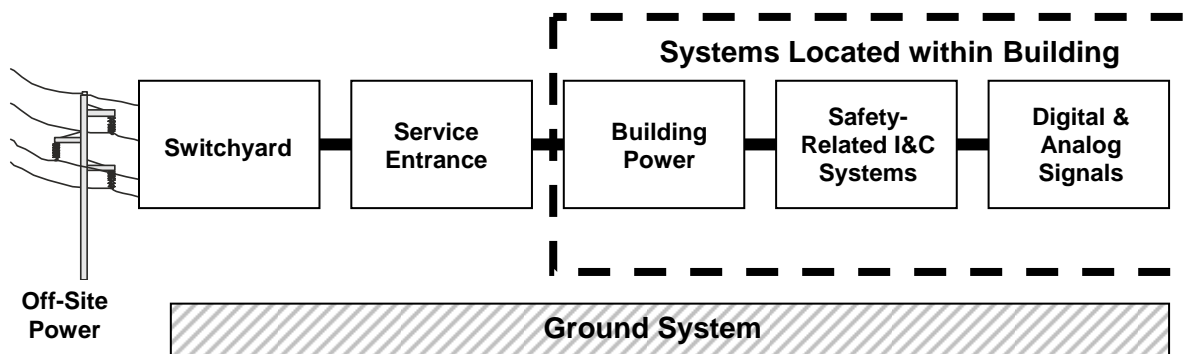 Systems Located within Building
Switchyard
Service
Entrance
Building
Power
Safety-
Related I&C
Systems
Digital &
Analog
Signals
Off-Site
Power
Ground System